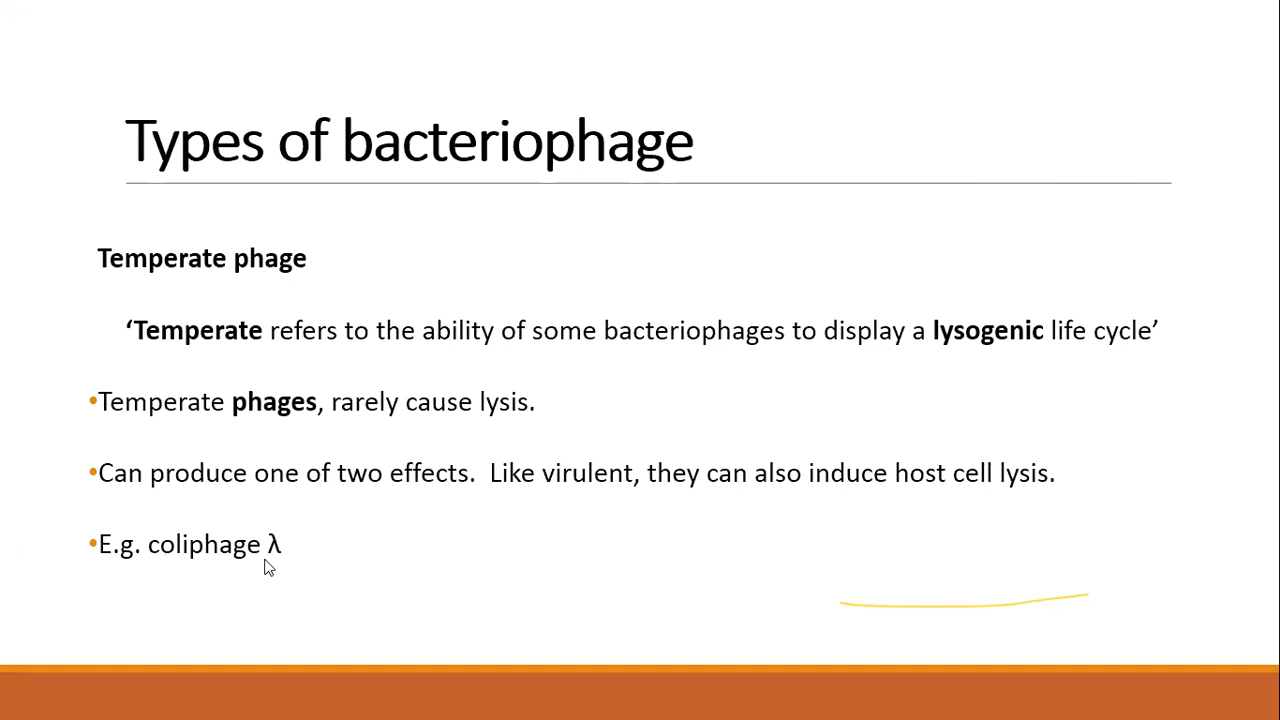 Types of bacteriophage
Temperate phage
‘Temperate refers to the ability of some bacteriophages to display a lysogenic life cycle’
•Temperate phages, rarely cause lysis.
•Can produce one of two effects.  Like virulent, they can also induce host cell lysis.
•E.g. coliphage λ